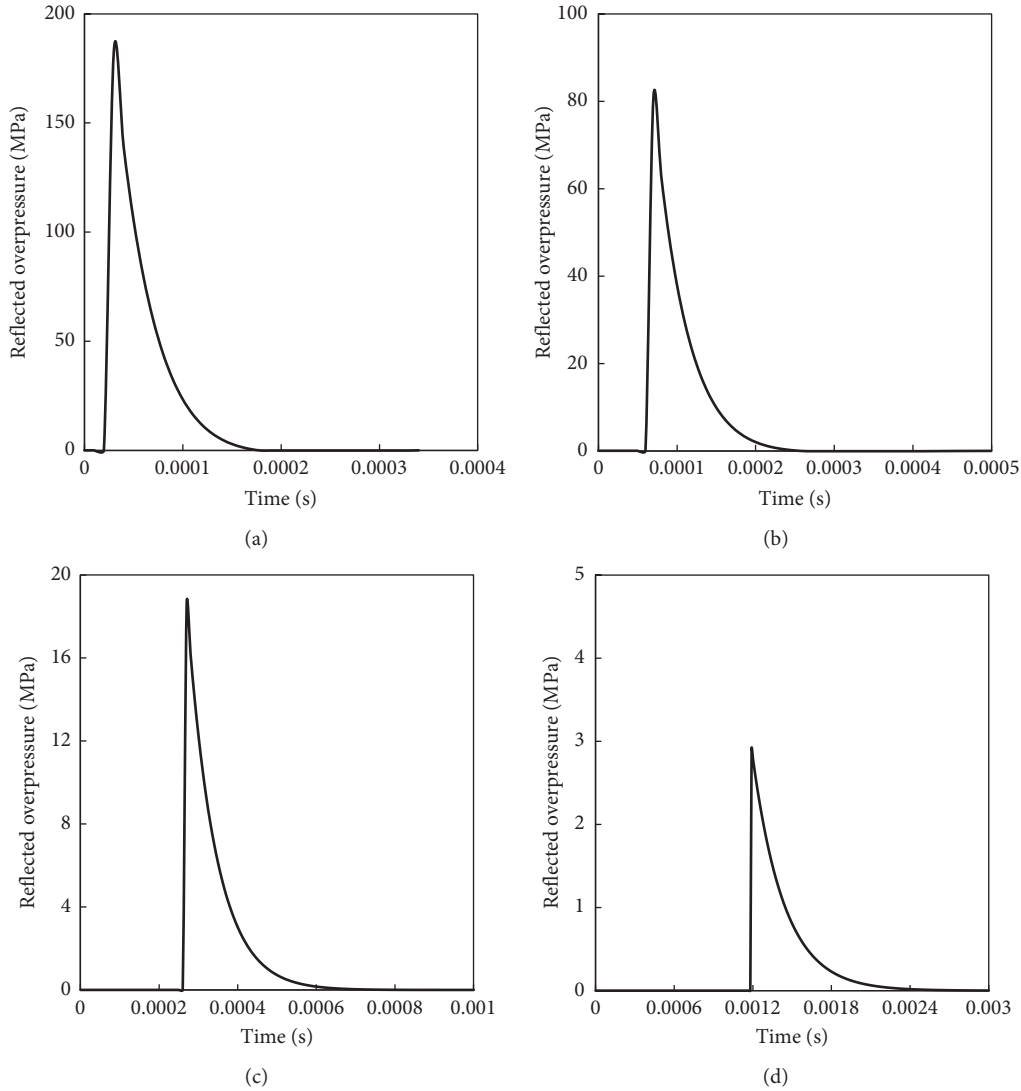 200
150
100
50
0
Reflected overpressure (MPa)
0 0.0001 0.0002 0.0003 0.0004
Time (s)
(a)
100
80
60
40
20
0
Reflected overpressure (MPa)
0 0.0001 0.0002 0.0003 0.0004 0.0005
Time (s)
(b)
20
16
12
8
4
0
Reflected overpressure (MPa)
0 0.0002 0.0004 0.0006 0.0008 0.001
Time (s)
(c)
5
4
3
2
1
0
Reflected overpressure (MPa)
0 0.0006 0.0012 0.0018 0.0024 0.003
Time (s)
(d)